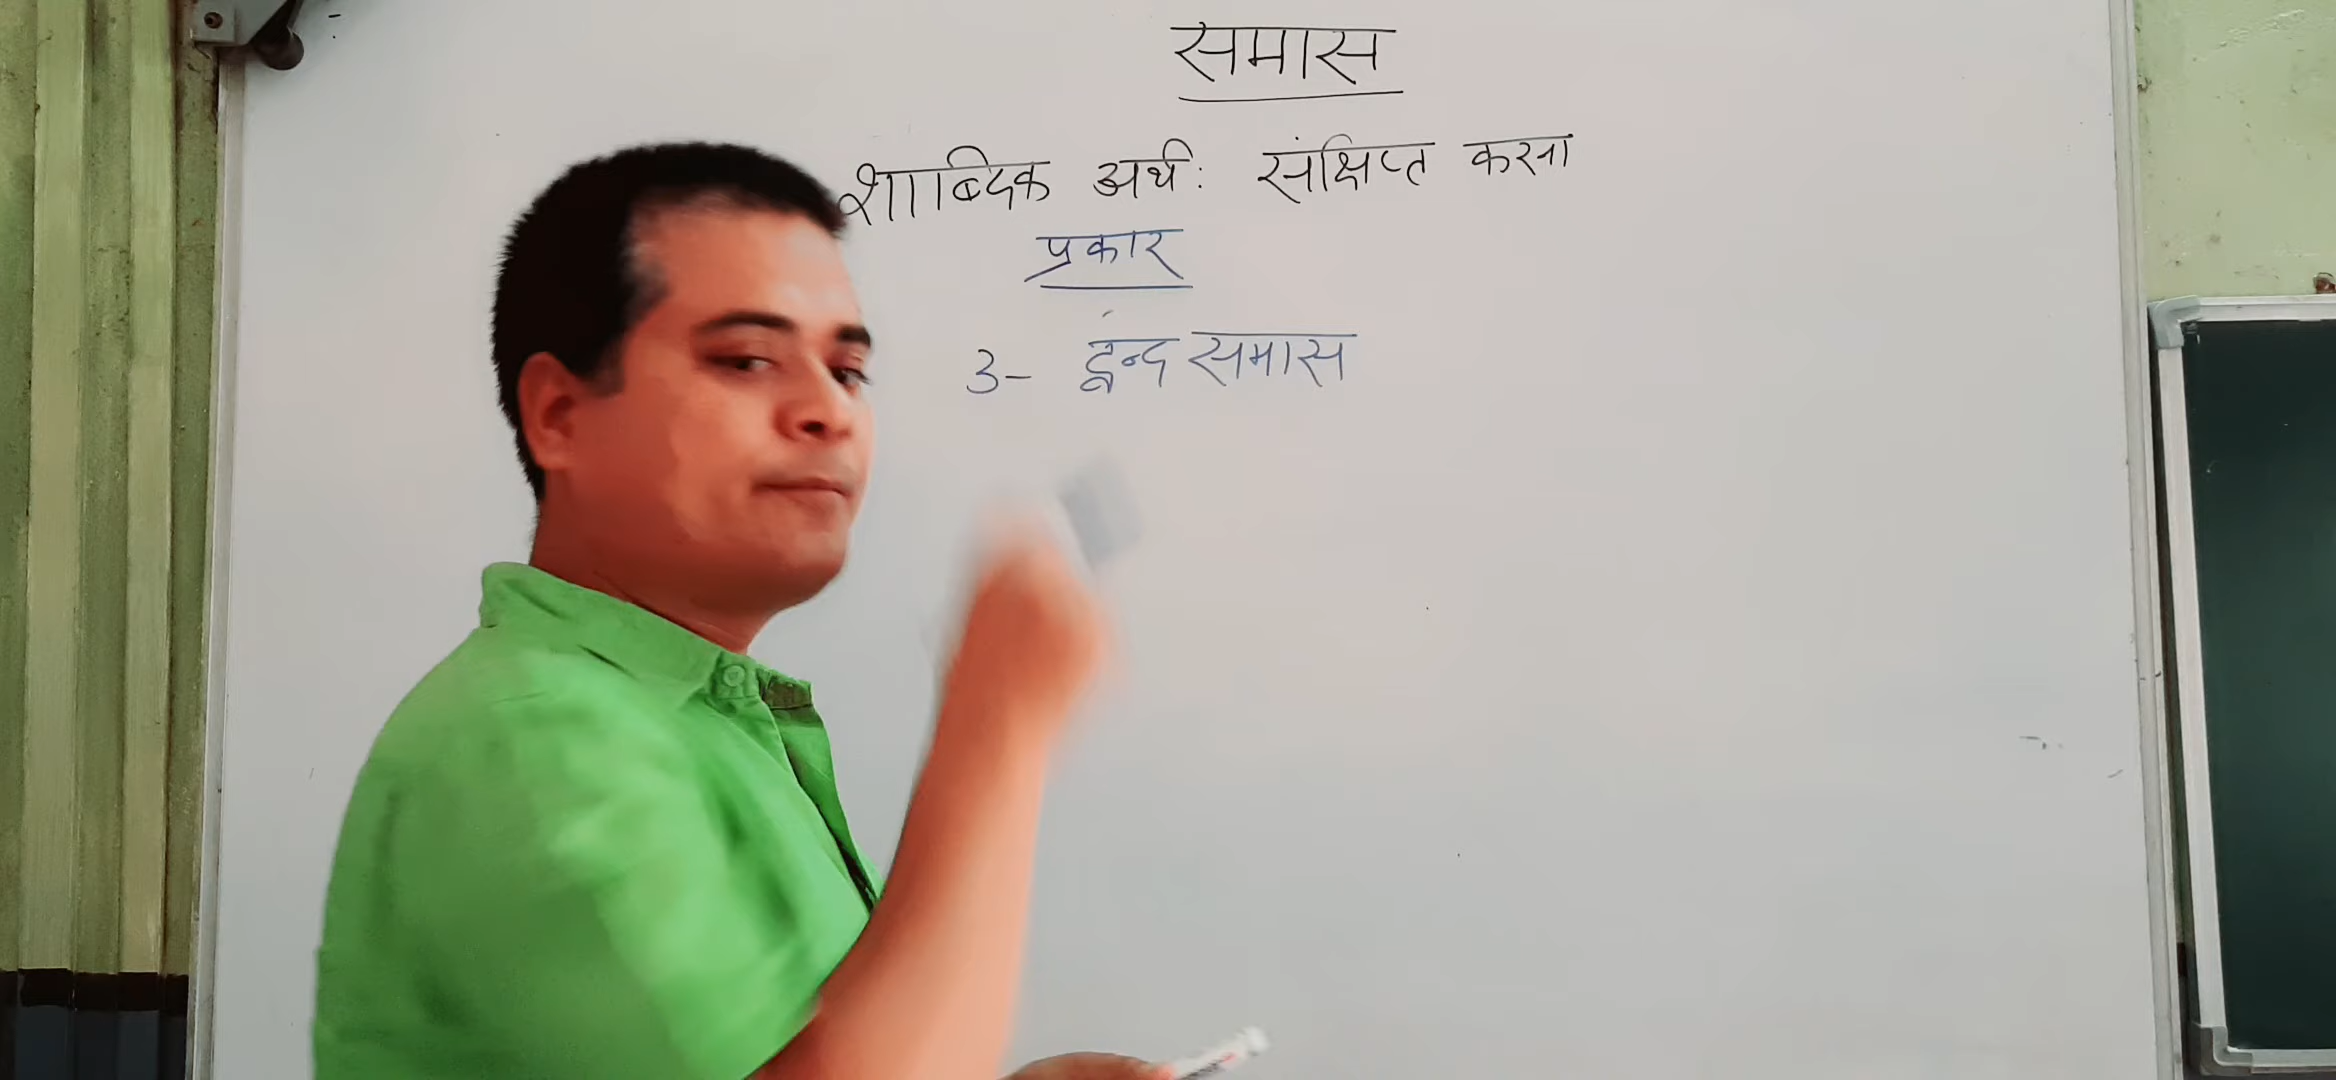 समास
शाब्दिक अर्थ: संक्षिप्त करना
प्रकार
3- द्वन्द समास